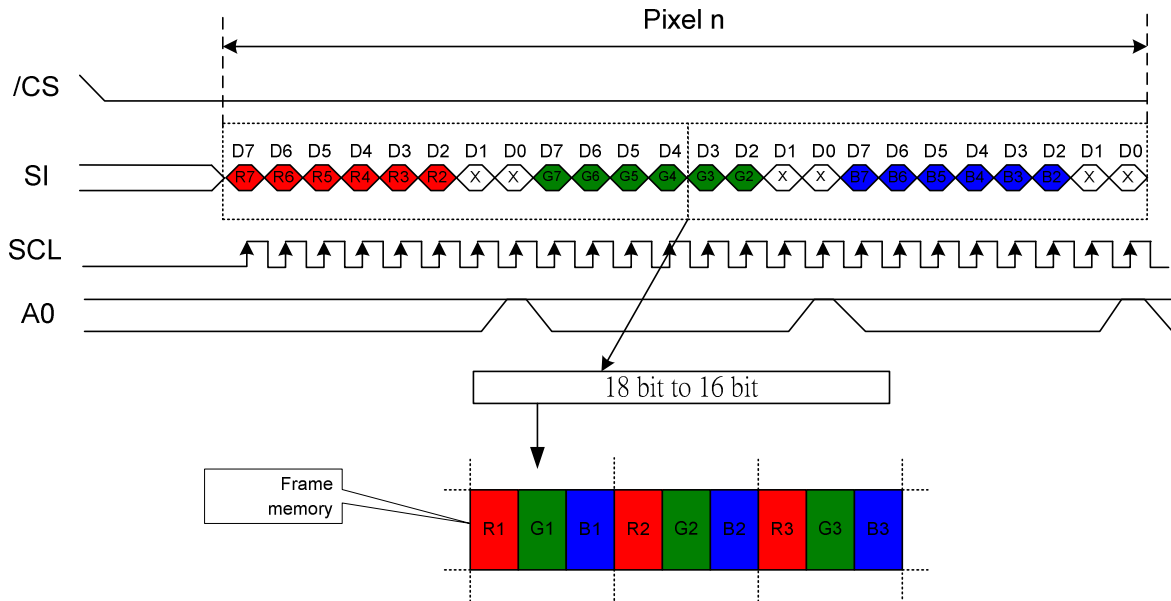 Pixel n
/CS
D7 D6 D5 D4 D3 D2 D1 D0 D7 D6 D5 D4 D3 D2 D1 D0 D7 D6 D5 D4 D3 D2 D1 D0
SI
R7 R6 R5 R4 R3 R2 X X G7 G6 G5 G4 G3 G2 X X B7 B6 B5 B4 B3 B2 X X
SCL
A0
18 bit to 16 bit
Frame
memory
R1 G1 B1 R2 G2 B2 R3 G3 B3